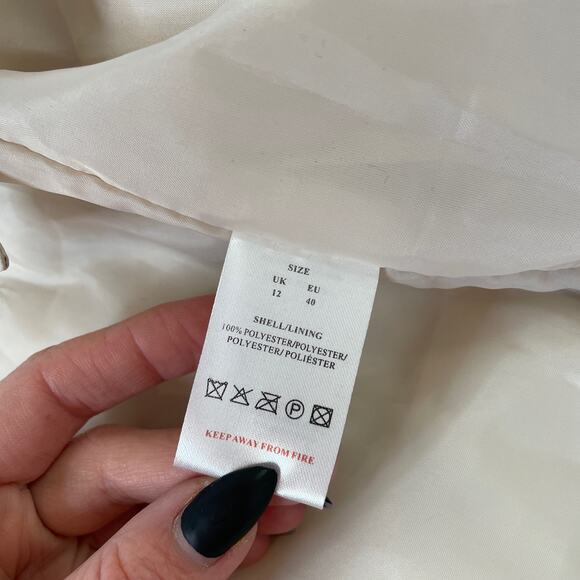 SIZE
UK EU
12 40
SHELL/LINING
100% POLYESTER/POLYESTER/
POLYESTER/ POLIÉSTER
P
KEEP AWAY FROM FIRE